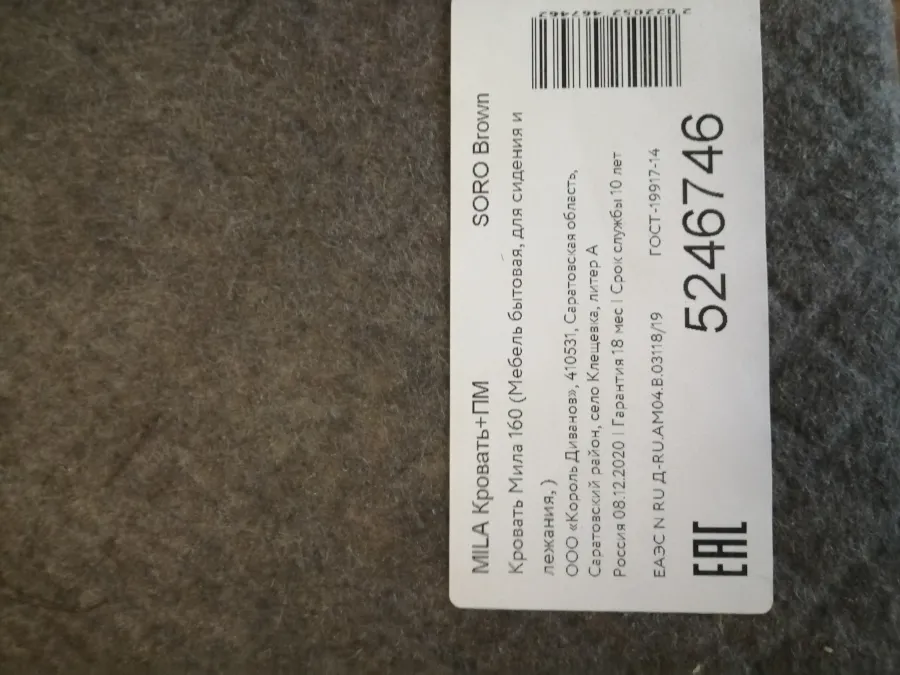 MILA Кровать+ПМ SORO Brown
Кровать Мила 160 (Мебель бытовая, для сидения и
лежания, )
ООО «Король Диванов», 410531, Саратовская область,
Саратовский район, село Клещевка, литер А
Россия 08.12.2020 | Гарантия 18 мес | Срок службы 10 лет
ЕАЭС N RU Д-RU.АМ04.В.03118/19 ГОСТ-19917-14
EAC 5246746